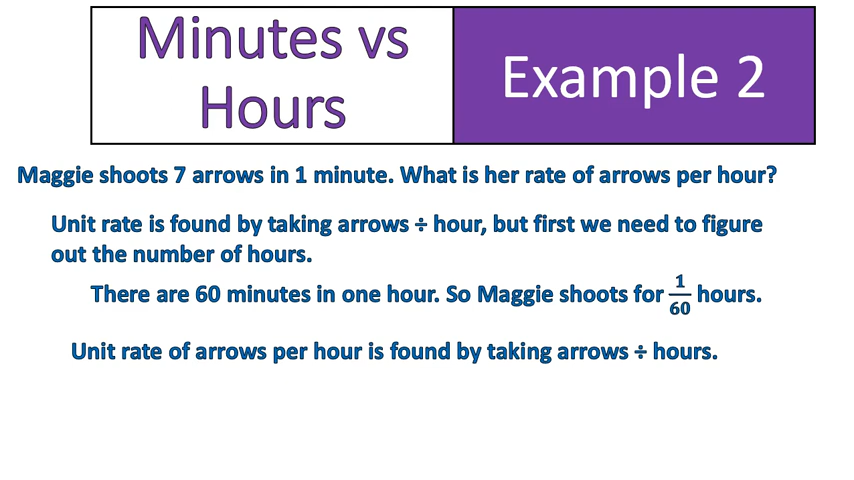 Minutes vs
Hours
Example 2
Maggie shoots 7 arrows in 1 minute. What is her rate of arrows per hour?
Unit rate is found by taking arrows ÷ hour, but first we need to figure
out the number of hours.
There are 60 minutes in one hour. So Maggie shoots for 1/60 hours.
Unit rate of arrows per hour is found by taking arrows ÷ hours.